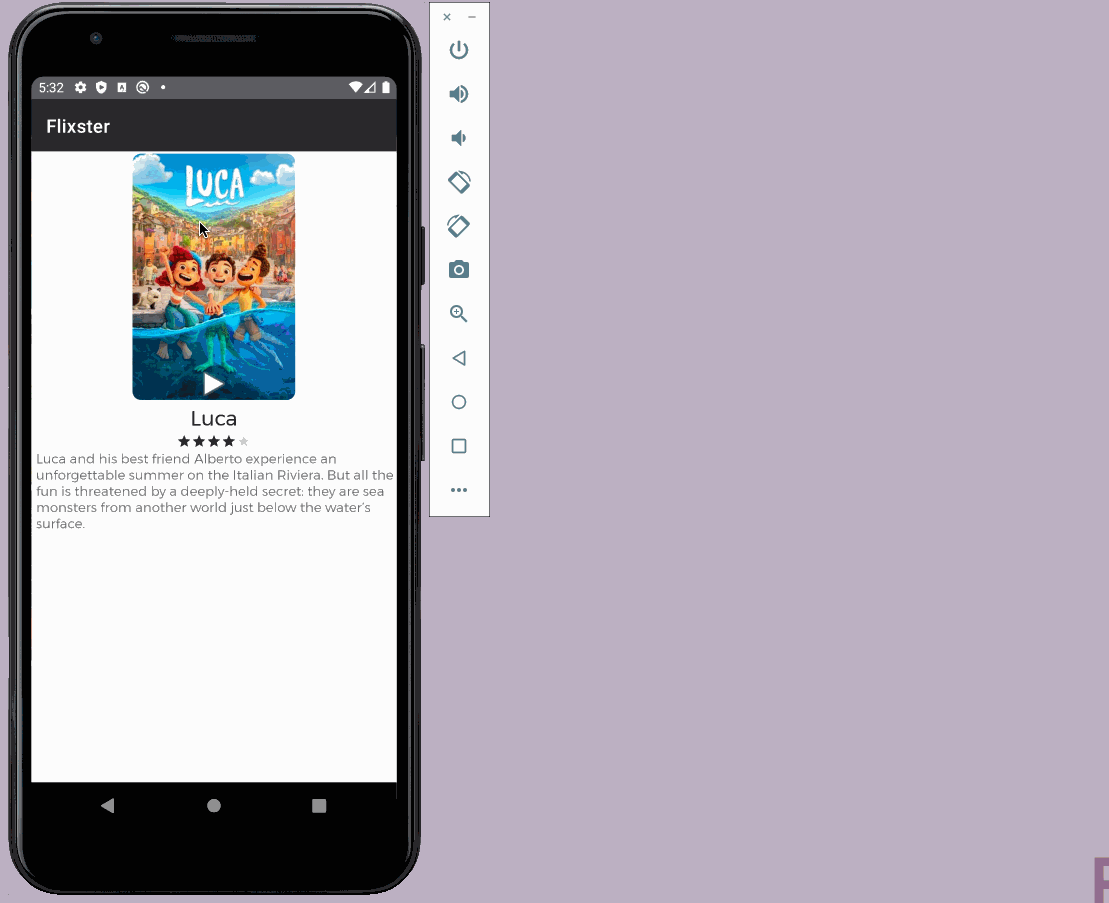 5:32
Flixster
LUCA
Luca
Luca and his best friend Alberto experience an
unforgettable summer on the Italian Riviera. But all the
fun is threatened by a deeply-held secret: they are sea
monsters from another world just below the water’s
surface.